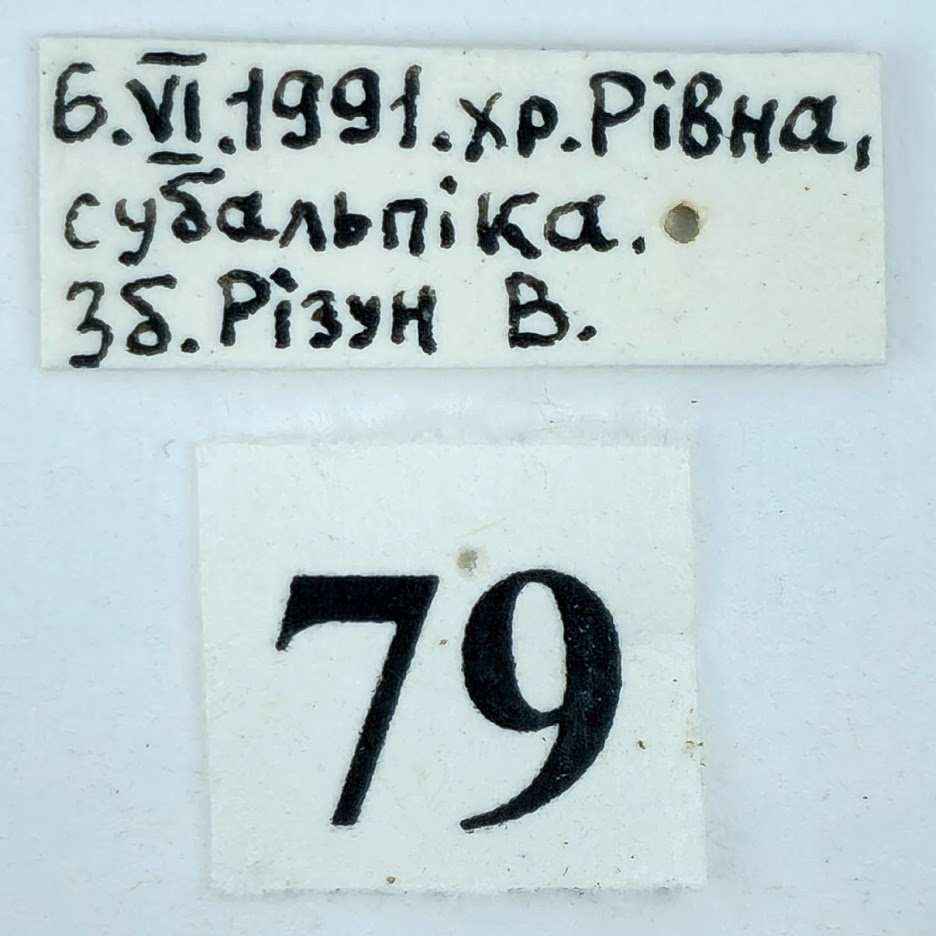 6.VI.1991.хр.Рівна,
субальпіка.
Зб.Різун В.
79